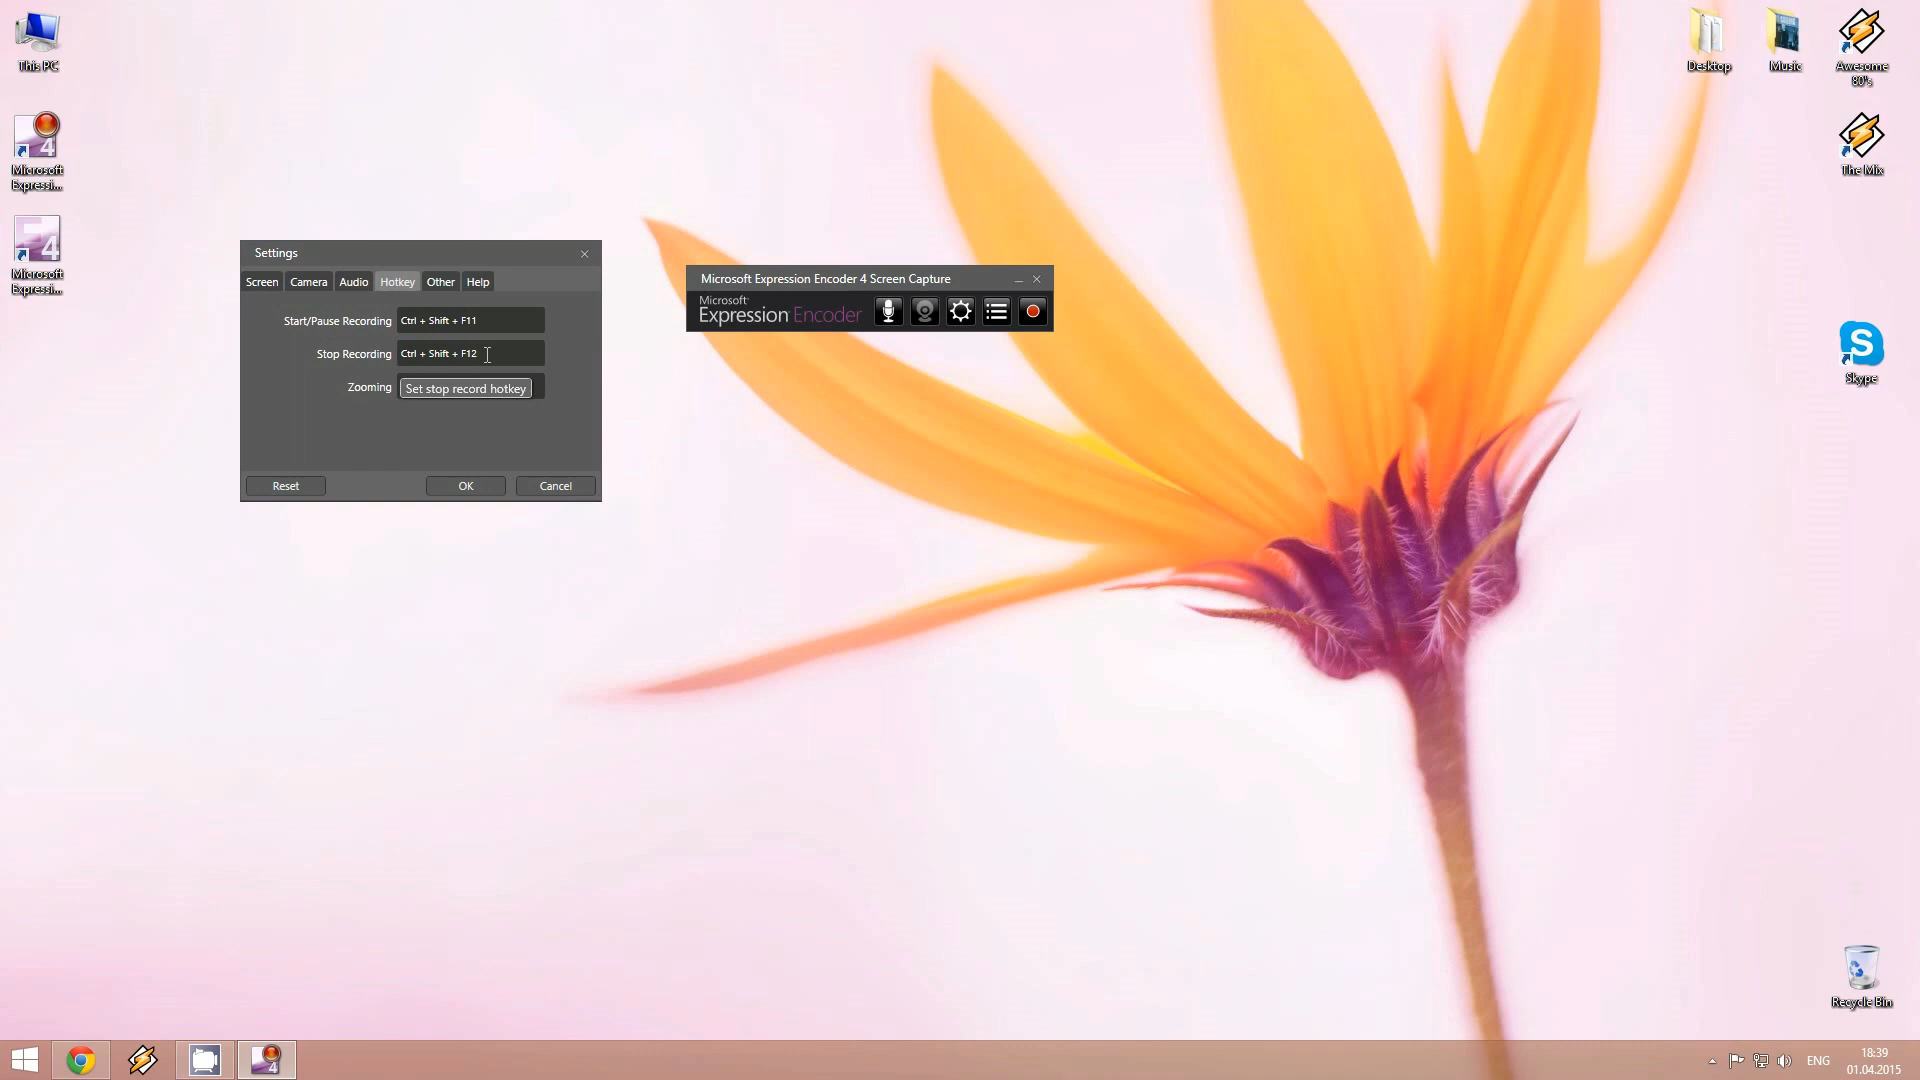 This PC
Microsoft
Expressi...
Microsoft
Expressi...
Desktop
Music
Awesome
80's
The Mix
Skype
Recycle Bin
Settings
Screen
Camera
Audio
Hotkey
Other
Help
Start/Pause Recording
Ctrl + Shift + F11
Stop Recording
Ctrl + Shift + F12
Zooming
Set stop record hotkey
Reset
OK
Cancel
Microsoft Expression Encoder 4 Screen Capture
Microsoft
Expression Encoder
ENG
18:39
01.04.2015